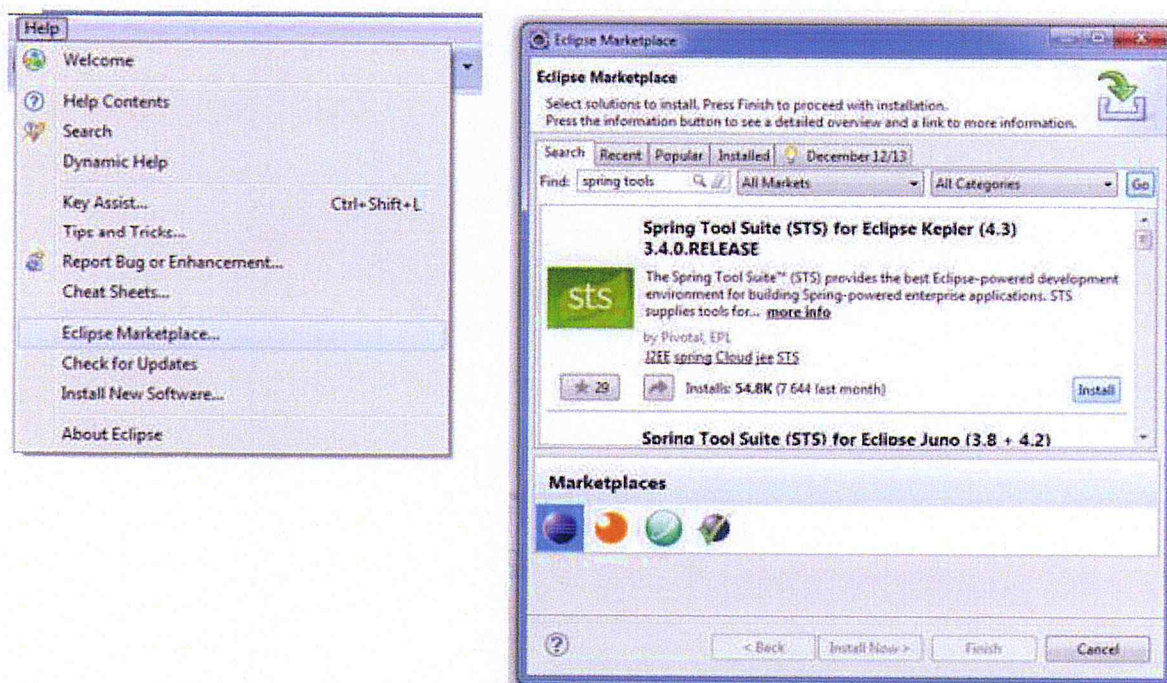 Help
Welcome
Help Contents
Search
Dynamic Help
Key Assist... Ctrl+Shift+L
Tips and Tricks...
Report Bug or Enhancement...
Cheat Sheets...
Eclipse Marketplace...
Check for Updates
Install New Software...
About Eclipse
Eclipse Marketplace
Eclipse Marketplace
Select solutions to install. Press Finish to proceed with installation.
Press the information button to see a detailed overview and a link to more information.
Search Recent Popular Installed December 12/13
Find: spring tools All Markets All Categories Go
Spring Tool Suite (STS) for Eclipse Kepler (4.3)
3.4.0.RELEASE
sts
The Spring Tool Suite™ (STS) provides the best Eclipse-powered development
environment for building Spring-powered enterprise applications. STS
supplies tools for... more info
by Pivotal, EPL
J2EE spring Cloud jee STS
29 Installs: 54.8K (7 644 last month) Install
Spring Tool Suite (STS) for Eclipse Juno (3.8 + 4.2)
Marketplaces
< Back Install Now > Finish Cancel